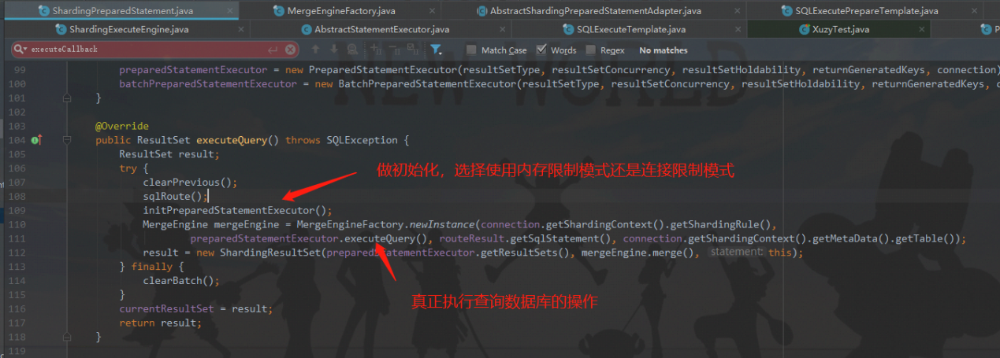 ShardingPreparedStatement.java MergeEngineFactory.java AbstractShardingPreparedStatementAdapter.java SQLExecutePrepareTemplate.java
ShardingExecuteEngine.java AbstractStatementExecutor.java SQLExecuteTemplate.java XuzyTest.java P
executeCallback Match Case Words Regex No matches
99 preparedStatementExecutor = new PreparedStatementExecutor(resultSetType, resultSetConcurrency, resultSetHoldability, returnGeneratedKeys, connection)
100 batchPreparedStatementExecutor = new BatchPreparedStatementExecutor(resultSetType, resultSetConcurrency, resultSetHoldability, returnGeneratedKeys, c
101 }
102
103 @Override
104 public ResultSet executeQuery() throws SQLException {
105 ResultSet result;
106 try {
做初始化，选择使用内存限制模式还是连接限制模式
107 clearPrevious();
108 sqlRoute();
109 initPreparedStatementExecutor();
110 MergeEngine mergeEngine = MergeEngineFactory.newInstance(connection.getShardingContext().getShardingRule(),
111 preparedStatementExecutor.executeQuery(), routeResult.getSqlStatement(), connection.getShardingContext().getMetaData().getTable());
112 result = new ShardingResultSet(preparedStatementExecutor.getResultSets(), mergeEngine.merge(), statement: this);
113 } finally {
114 clearBatch();
115 }
真正执行查询数据库的操作
116 currentResultSet = result;
117 return result;
118 }
119
NEW WORLD